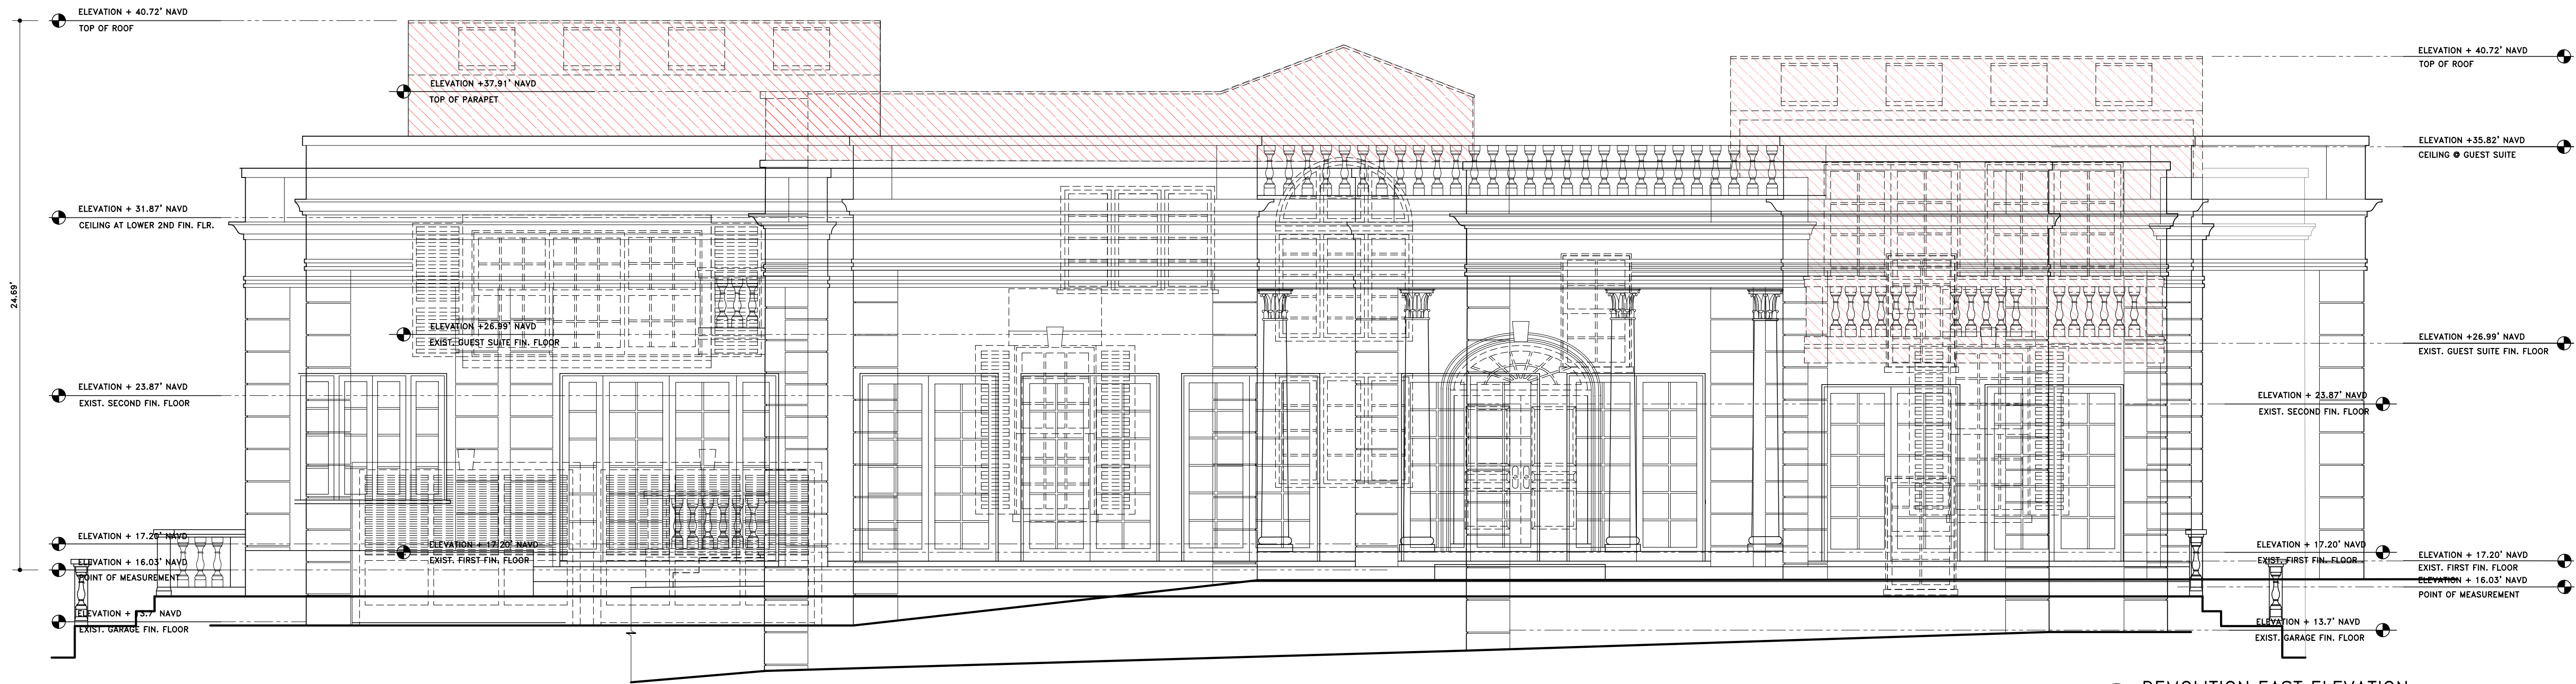 ELEVATION + 40.72' NAVD
TOP OF ROOF
ELEVATION +37.91' NAVD
TOP OF PARAPET
ELEVATION + 31.87' NAVD
CEILING AT LOWER 2ND FIN. FLR.
24.69'
ELEVATION +26.99' NAVD
EXIST. GUEST SUITE FIN. FLOOR
ELEVATION + 23.87' NAVD
EXIST. SECOND FIN. FLOOR
ELEVATION + 17.20' NAVD
ELEVATION + 16.03' NAVD
POINT OF MEASUREMENT
ELEVATION + 17.20' NAVD
EXIST. FIRST FIN. FLOOR
ELEVATION + 13.7' NAVD
EXIST. GARAGE FIN. FLOOR
ELEVATION + 40.72' NAVD
TOP OF ROOF
ELEVATION +35.82' NAVD
CEILING @ GUEST SUITE
ELEVATION +26.99' NAVD
EXIST. GUEST SUITE FIN. FLOOR
ELEVATION + 23.87' NAVD
EXIST. SECOND FIN. FLOOR
ELEVATION + 17.20' NAVD
EXIST. FIRST FIN. FLOOR
ELEVATION + 17.20' NAVD
EXIST. FIRST FIN. FLOOR
ELEVATION + 16.03' NAVD
POINT OF MEASUREMENT
ELEVATION + 13.7' NAVD
EXIST. GARAGE FIN. FLOOR
DEMOLITION EAST ELEVATION